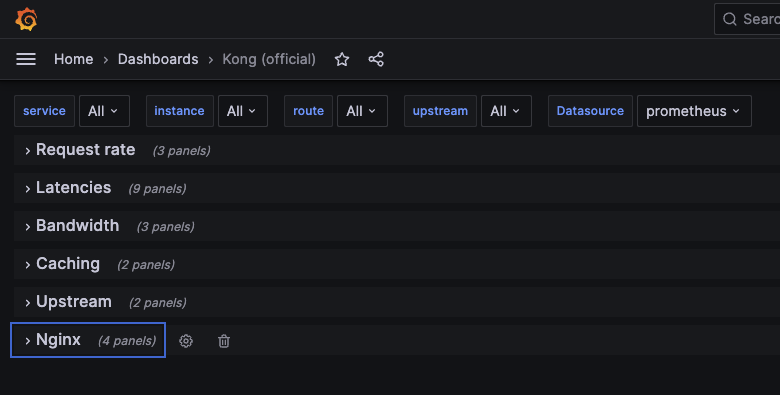 Searc
Home › Dashboards › Kong (official)
service All instance All route All upstream All Datasource prometheus
Request rate (3 panels)
Latencies (9 panels)
Bandwidth (3 panels)
Caching (2 panels)
Upstream (2 panels)
Nginx (4 panels)